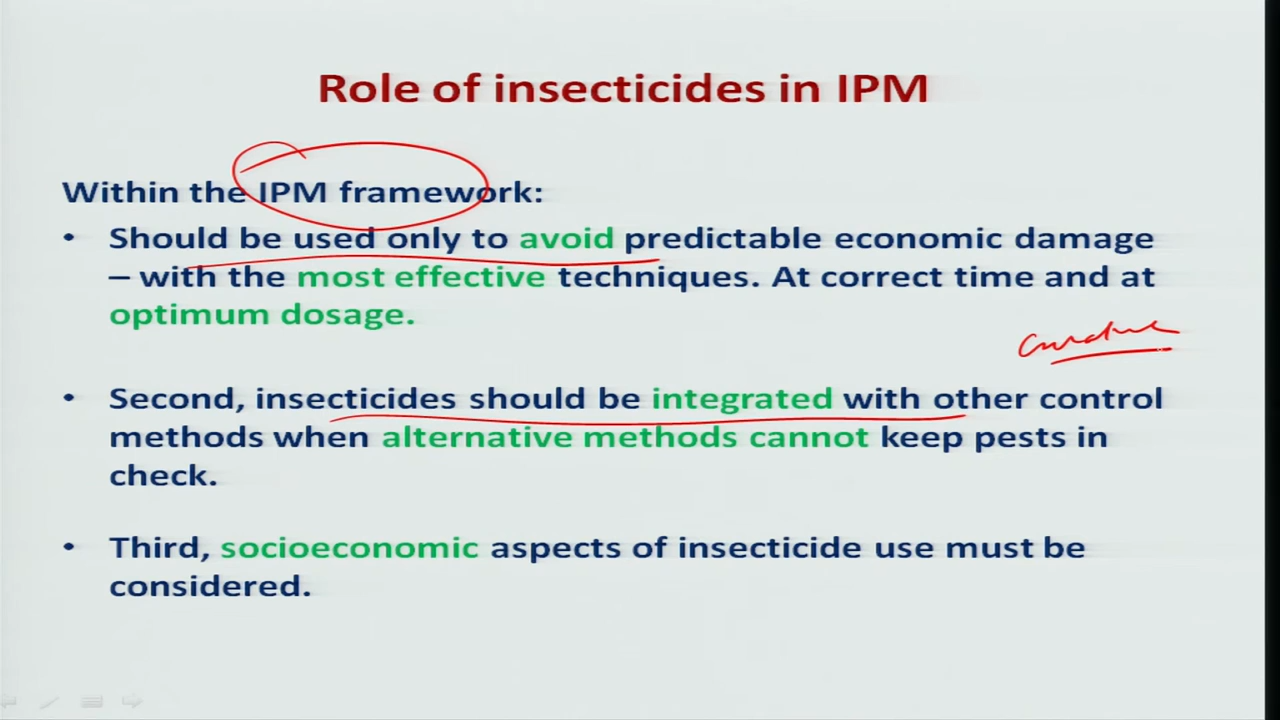 Role of insecticides in IPM
Within the IPM framework:
• Should be used only to avoid predictable economic damage
– with the most effective techniques. At correct time and at
optimum dosage.
• Second, insecticides should be integrated with other control
methods when alternative methods cannot keep pests in
check.
• Third, socioeconomic aspects of insecticide use must be
considered.